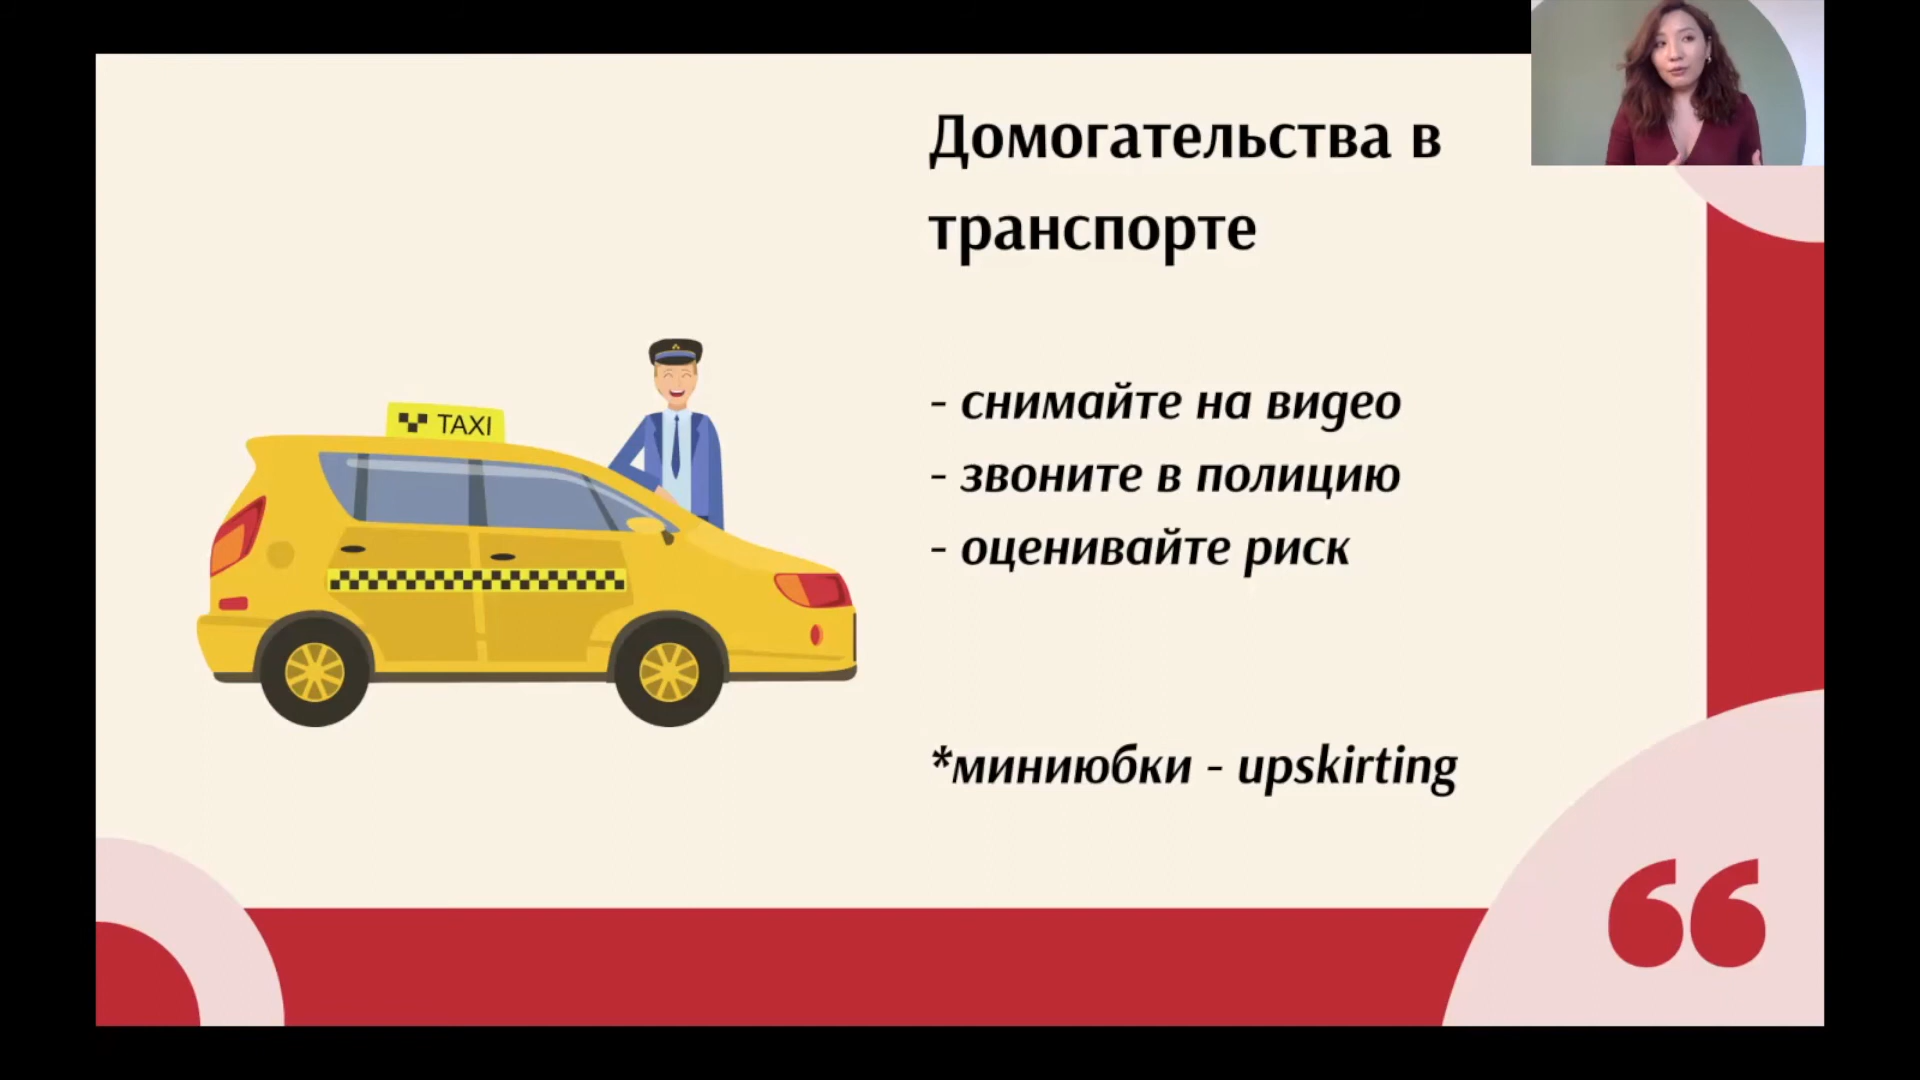 Домогательства в
транспорте
- снимайте на видео
- звоните в полицию
- оценивайте риск
*миниюбки - upskirting
TAXI